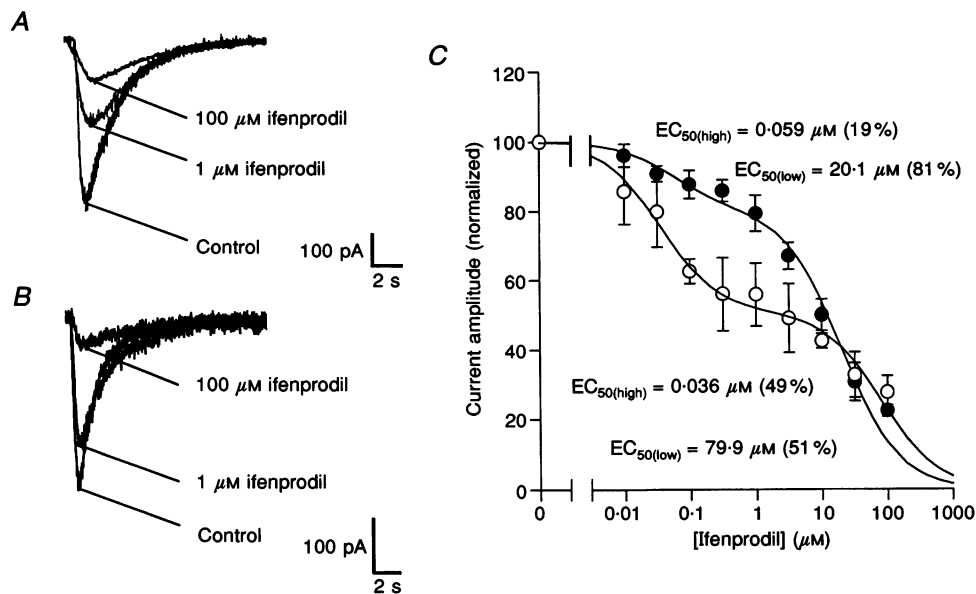 A
100 μM ifenprodil
1 μM ifenprodil
Control
100 pA
2 s
B
100 μM ifenprodil
1 μM ifenprodil
Control
100 pA
2 s
C
Current amplitude (normalized)
120
100
80
60
40
20
0
EC50(high) = 0·059 μM (19%)
EC50(low) = 20·1 μM (81%)
EC50(high) = 0·036 μM (49%)
EC50(low) = 79·9 μM (51%)
0 0·01 0·1 1 10 100 1000
[Ifenprodil] (μM)